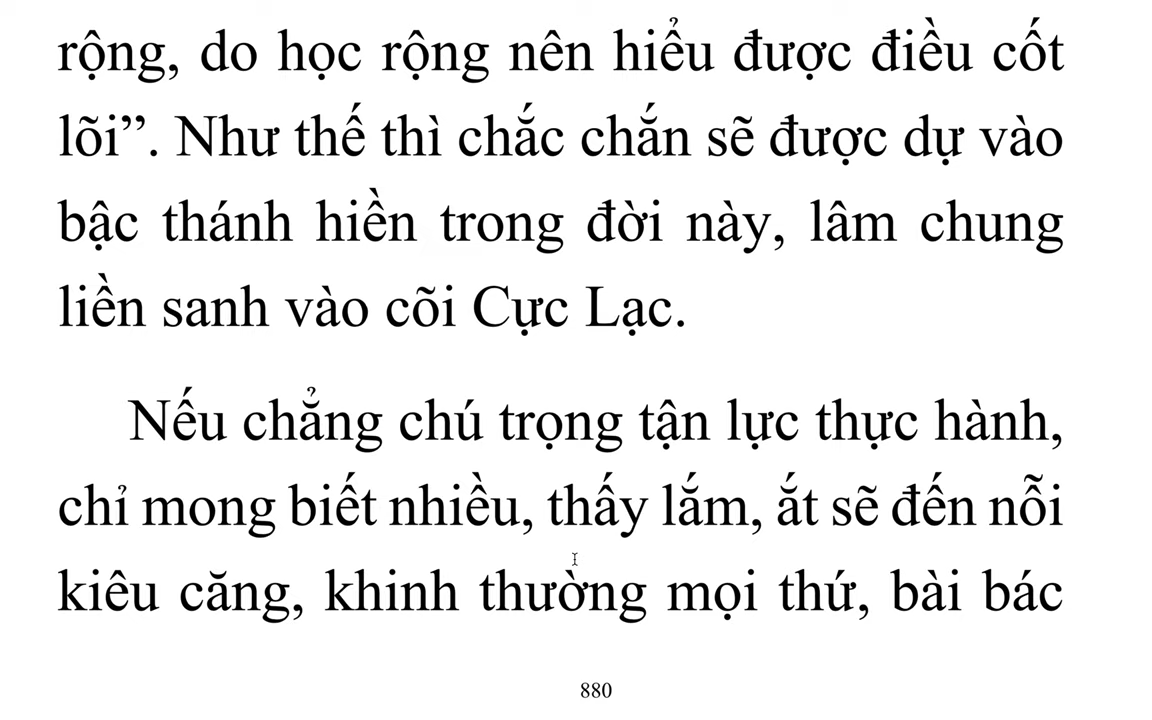 rộng, do học rộng nên hiểu được điều cốt
lõi”. Như thế thì chắc chắn sẽ được dự vào
bậc thánh hiền trong đời này, lâm chung
liền sanh vào cõi Cực Lạc.
Nếu chẳng chú trọng tận lực thực hành,
chỉ mong biết nhiều, thấy lắm, ắt sẽ đến nỗi
kiêu căng, khinh thường mọi thứ, bài bác
880